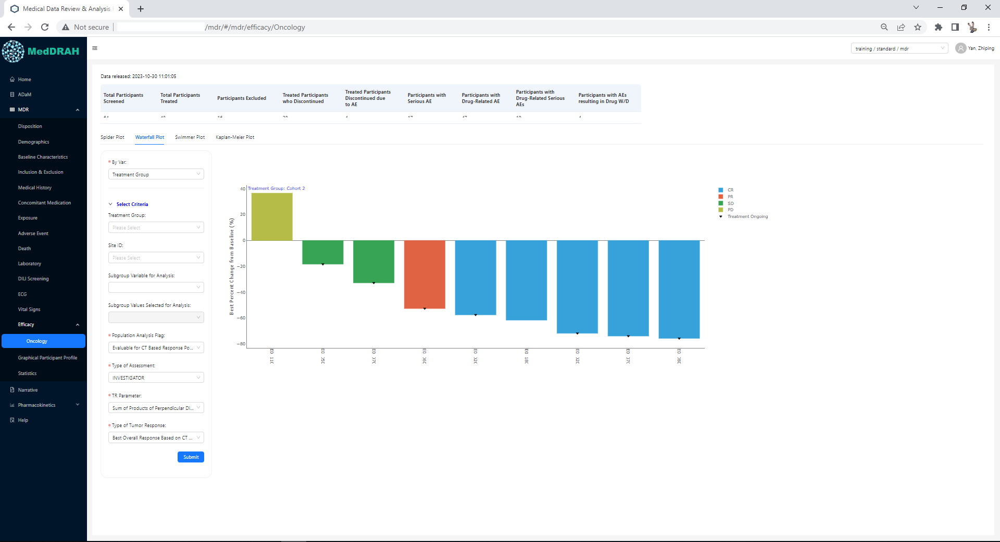 Medical Data Review & Analysis
Not secure
/mdr/#/mdr/efficacy/Oncology
MedDRAH
training / standard / mdr
Yan, Zhiping
Home
ADaM
MDR
Disposition
Demographics
Baseline Characteristics
Inclusion & Exclusion
Medical History
Concomitant Medication
Exposure
Adverse Event
Death
Laboratory
DILI Screening
ECG
Vital Signs
Efficacy
Oncology
Graphical Participant Profile
Statistics
Narrative
Pharmacokinetics
Help
Data released: 2023-10-30 11:01:05
Total Participants Screened
Total Participants Treated
Participants Excluded
Treated Participants who Discontinued
Treated Participants Discontinued due to AE
Participants with Serious AE
Participants with Drug-Related AE
Participants with Drug-Related Serious AEs
Participants with AEs resulting in Drug W/D
Spider Plot
Waterfall Plot
Swimmer Plot
Kaplan-Meier Plot
* By Var:
Treatment Group
Select Criteria
Treatment Group:
Please Select
Site ID:
Please Select
Subgroup Variable for Analysis:
Subgroup Values Selected for Analysis:
* Population Analysis Flag:
Evaluable for CT Based Response Po...
* Type of Assessment:
INVESTIGATOR
* TR Parameter:
Sum of Products of Perpendicular Di...
* Type of Tumor Response:
Best Overall Response Based on CT ...
Submit
Treatment Group: Cohort 2
Best Percent Change from Baseline (%)
40
20
0
−20
−40
−60
−80
CR
PR
SD
PD
Treatment Ongoing